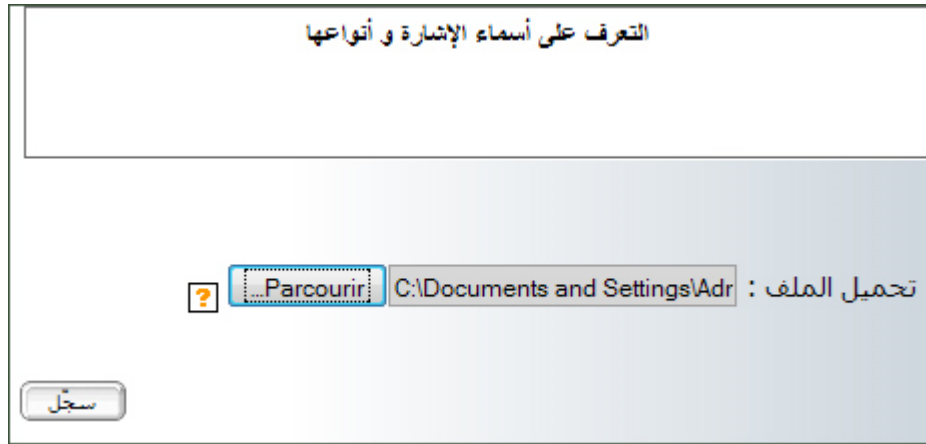 التعرف على أسماء الإشارة و أنواعها
تحميل الملف : C:\Documents and Settings\Adr Parcourir... ?
سجّل